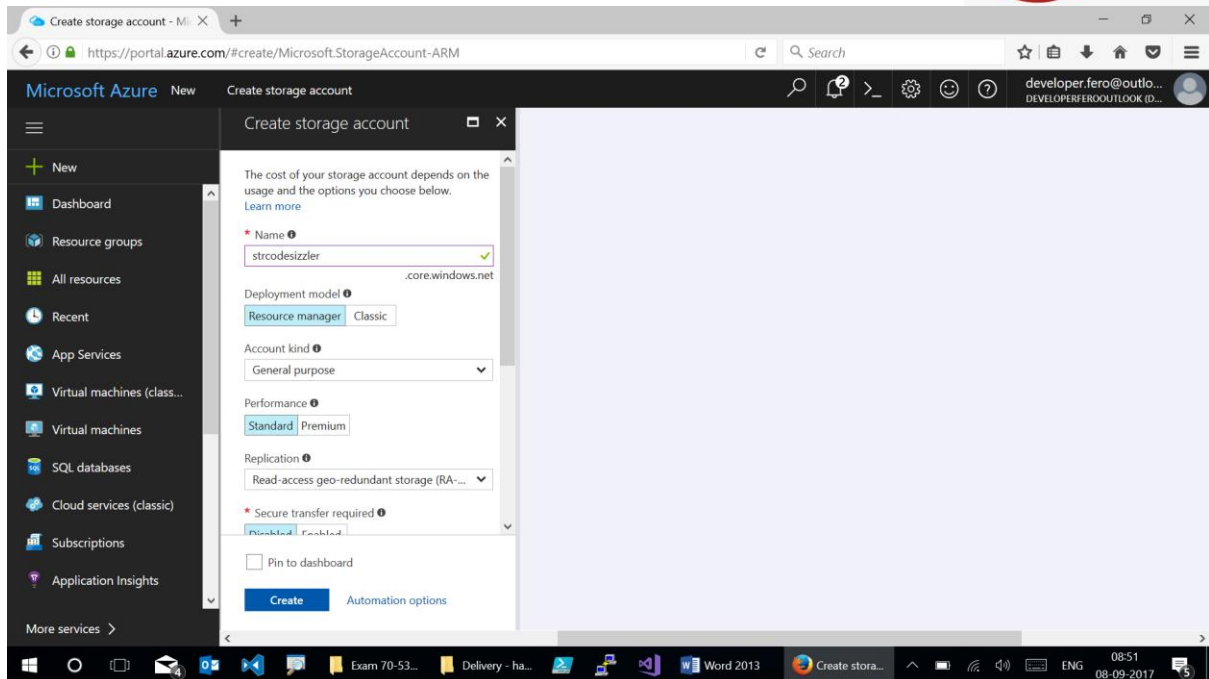 Create storage account - Mi
https://portal.azure.com/#create/Microsoft.StorageAccount-ARM
Search
Microsoft Azure New
Create storage account
2
developer.fero@outlo...
DEVELOPERFEROOUTLOOK (D...
Create storage account
New
Dashboard
Resource groups
All resources
Recent
App Services
Virtual machines (class...
Virtual machines
SQL databases
Cloud services (classic)
Subscriptions
Application Insights
More services >
The cost of your storage account depends on the
usage and the options you choose below.
Learn more
* Name
strcodesizzler
.core.windows.net
Deployment model
Resource manager Classic
Account kind
General purpose
Performance
Standard Premium
Replication
Read-access geo-redundant storage (RA-...
* Secure transfer required
Disabled Enabled
Pin to dashboard
Create Automation options
4
Exam 70-53...
Delivery - ha...
Word 2013
Create stora...
ENG
08:51
08-09-2017
5